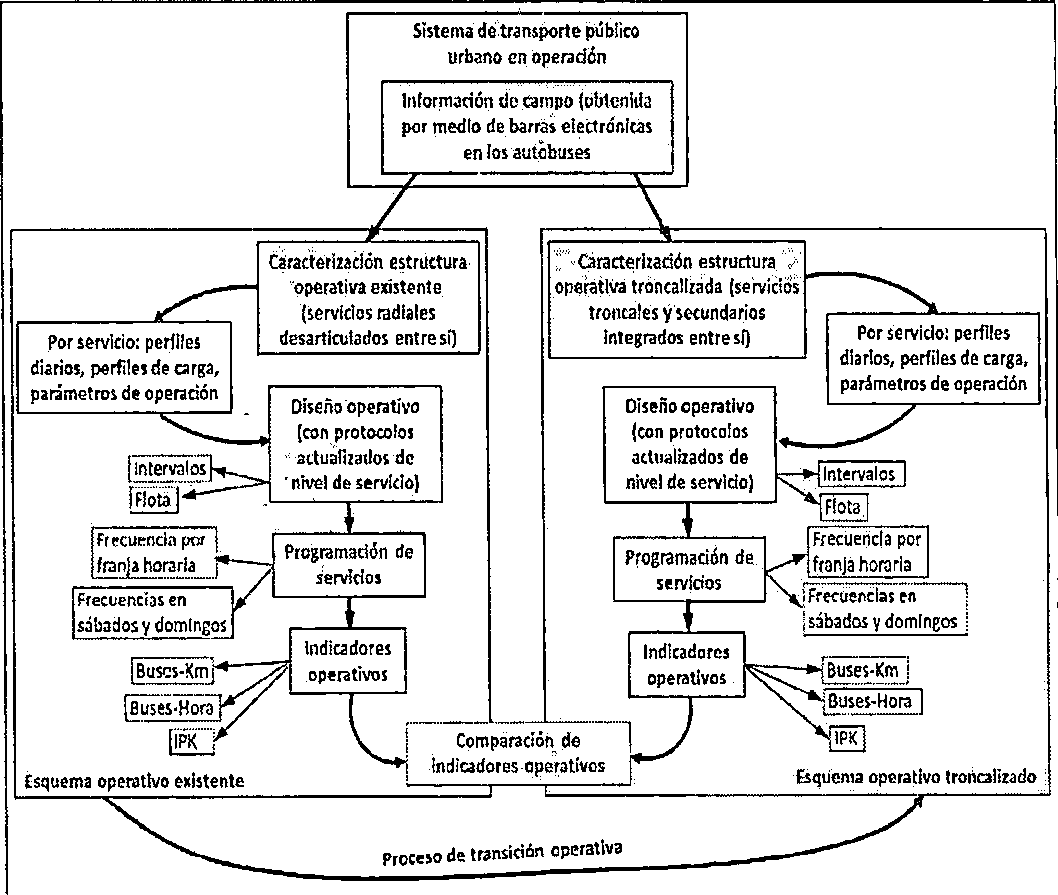 Sistema de transporte público
urbano en operación
Información de campo (obtenida
por medio de barras electrónicas
en los autobuses
Caracterización estructura
operativa existente
(servicios radiales
desarticulados entre sí)
Por servicio: perfiles
diarios, perfiles de carga,
parámetros de operación
Diseño operativo
(con protocolos
actualizados de
nivel de servicio)
Intervalos
Flota
Programación de
servicios
Frecuencia por
franja horaria
Frecuencias en
sábados y domingos
Indicadores
operativos
Buses-Km
Buses-Hora
IPK
Esquema operativo existente
Caracterización estructura
operativa troncalizada (servicios
troncales y secundarios
integrados entre sí)
Por servicio: perfiles
diarios, perfiles de carga,
parámetros de operación
Diseño operativo
(con protocolos
actualizados de
nivel de servicio)
Intervalos
Flota
Programación de
servicios
Frecuencia por
franja horaria
Frecuencias en
sábados y domingos
Indicadores
operativos
Buses-Km
Buses-Hora
IPK
Esquema operativo troncalizado
Comparación de
indicadores operativos
Proceso de transición operativa